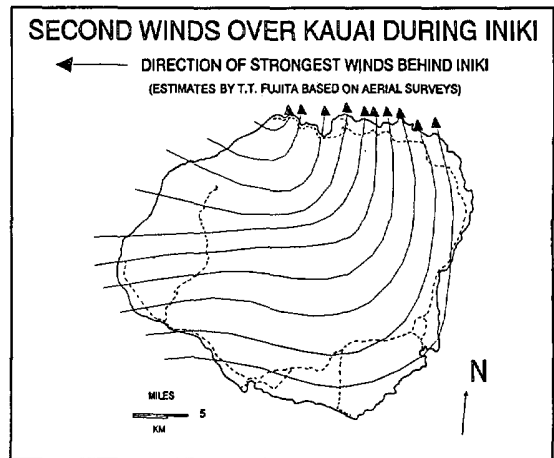 SECOND WINDS OVER KAUAI DURING INIKI
DIRECTION OF STRONGEST WINDS BEHIND INIKI
(ESTIMATES BY T.T. FUJITA BASED ON AERIAL SURVEYS)
N
MILES
5
KM